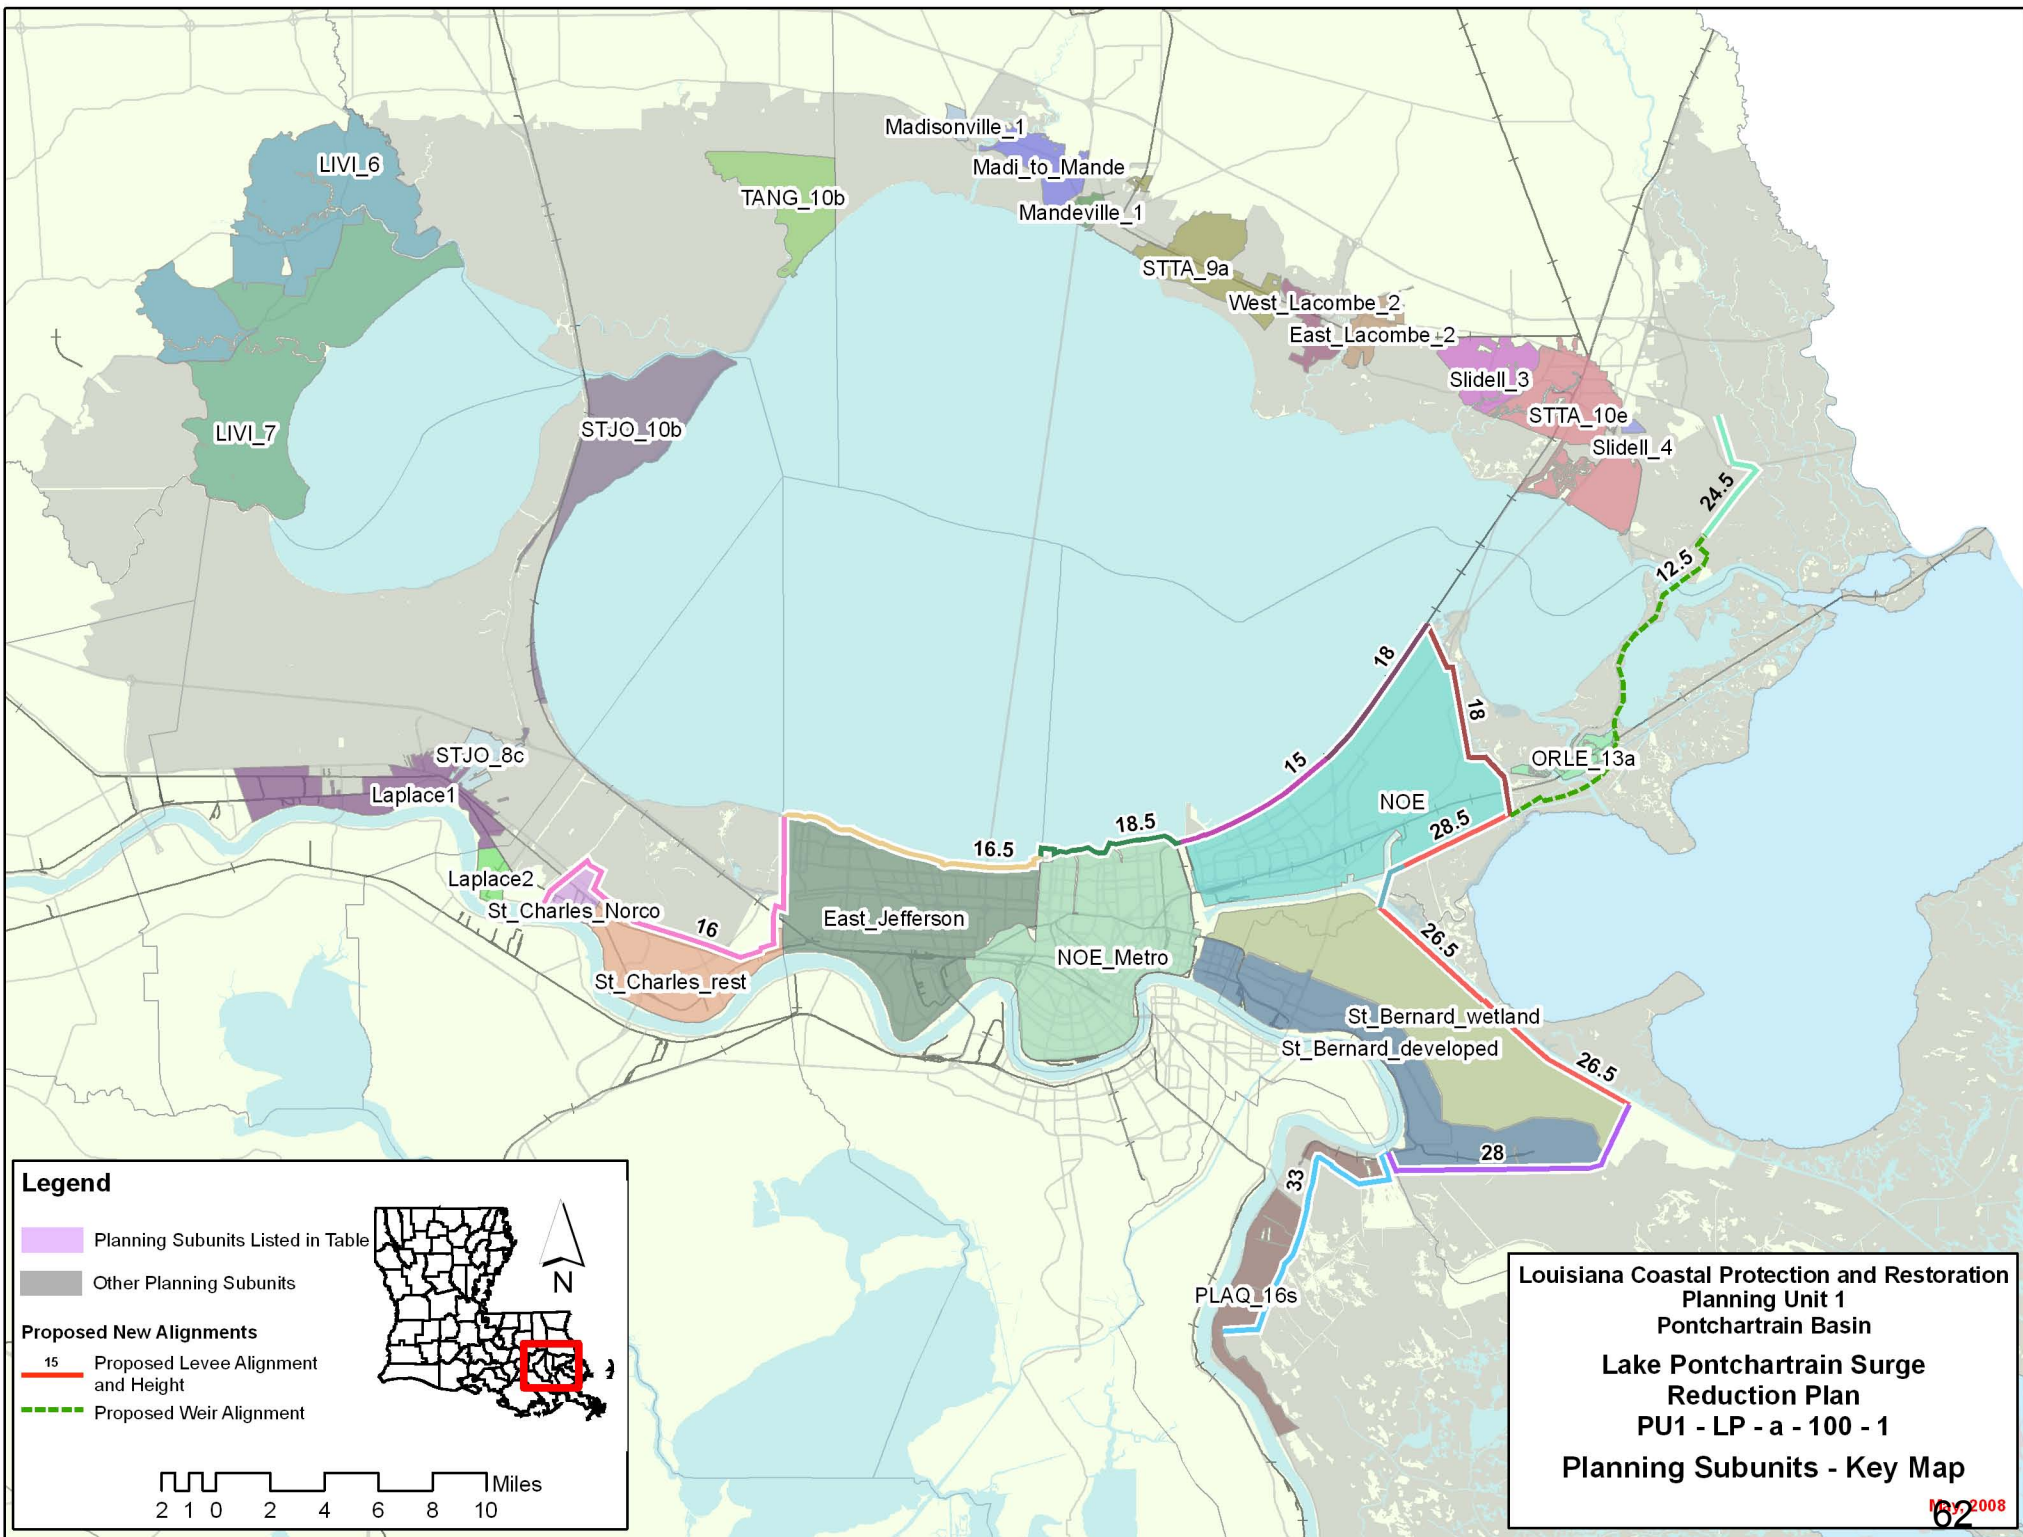 Madisonville_1
LIVI_6
Madi_to_Mande
TANG_10b
Mandeville_1
STTA_9a
West_Lacombe_2
East_Lacombe_2
Slidell_3
STTA_10e
LIVI_7
STJO_10b
Slidell_4
24.5
12.5
18
18
STJO_8c
ORLE_13a
15
Laplace1
NOE
18.5
28.5
16.5
Laplace2
St_Charles_Norco
East_Jefferson
16
26.5
NOE_Metro
St_Charles_rest
St_Bernard_wetland
St_Bernard_developed
26.5
28
33
PLAQ_16s
Legend
Planning Subunits Listed in Table
Other Planning Subunits
Proposed New Alignments
15 Proposed Levee Alignment
and Height
Proposed Weir Alignment
N
Miles
2 1 0 2 4 6 8 10
Louisiana Coastal Protection and Restoration
Planning Unit 1
Pontchartrain Basin
Lake Pontchartrain Surge
Reduction Plan
PU1 - LP - a - 100 - 1
Planning Subunits - Key Map
May, 2008
62